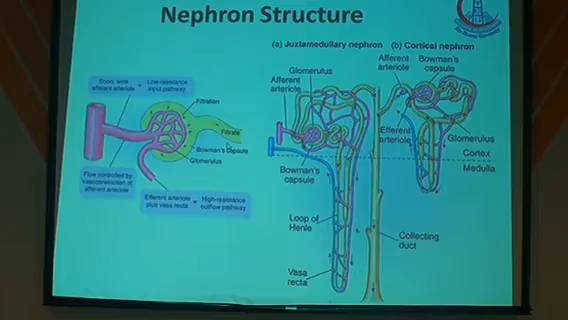 Nephron Structure
(a) Juxtamedullary nephron (b) Cortical nephron
Short, wide
afferent arteriole = Low-resistance
input pathway
Filtration
Filtrate
Bowman's capsule
Glomerulus
Flow controlled by
vasoconstriction of
afferent arteriole
Efferent arteriole
plus vasa recta = High-resistance
outflow pathway
Glomerulus
Afferent
arteriole
Bowman's
capsule
Loop of
Henle
Vasa
recta
Collecting
duct
Afferent
arteriole
Bowman's
capsule
Efferent
arteriole
Glomerulus
Cortex
Medulla